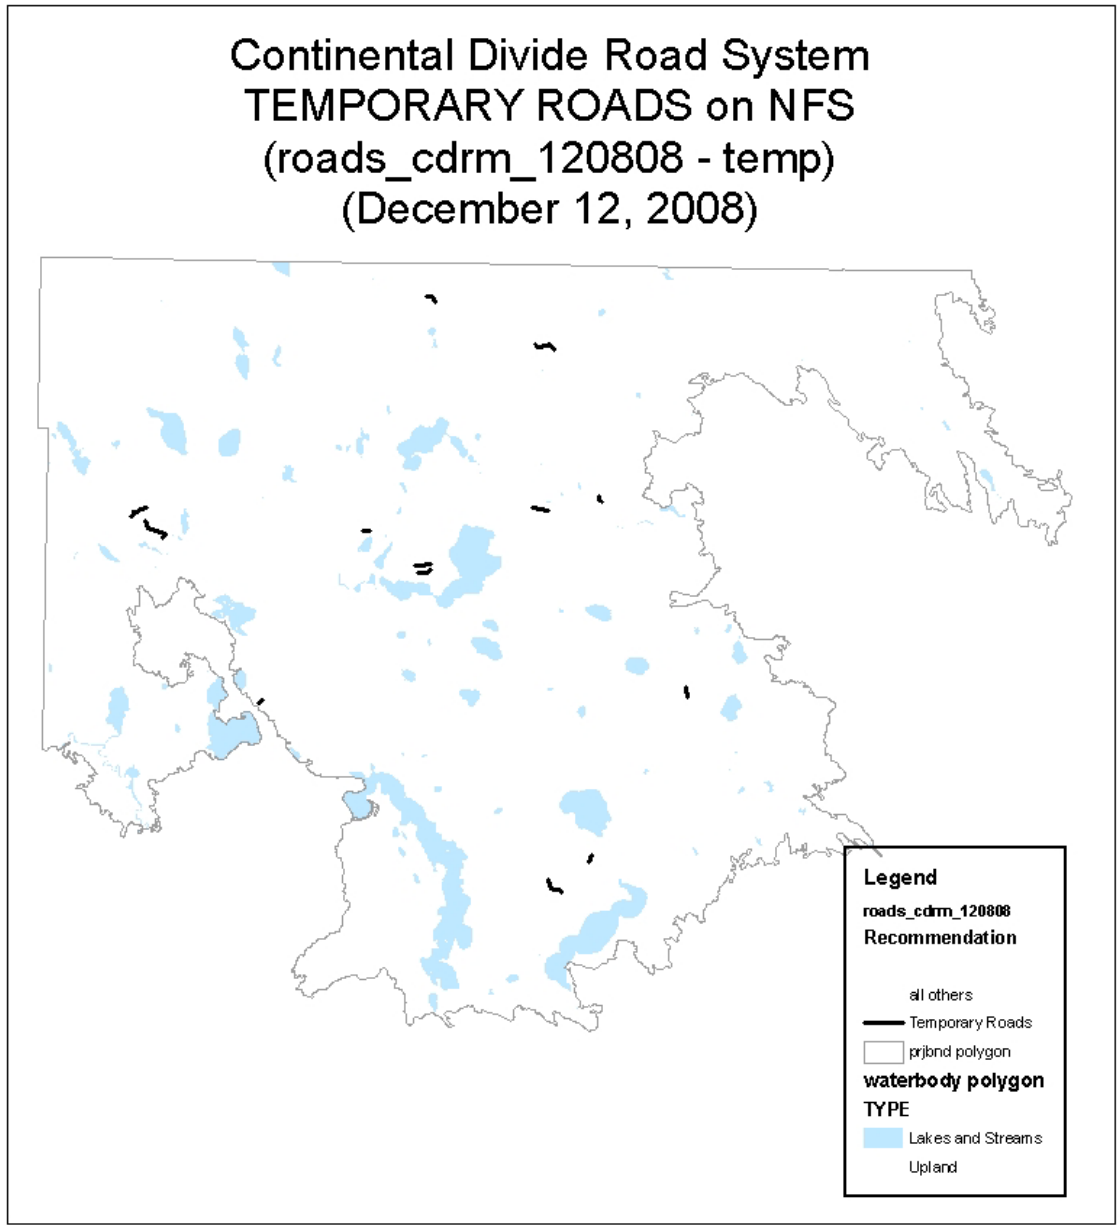 Continental Divide Road System
TEMPORARY ROADS on NFS
(roads_cdrm_120808 - temp)
(December 12, 2008)
Legend
roads_cdrm_120808
Recommendation
all others
Temporary Roads
prjbnd polygon
waterbody polygon
TYPE
Lakes and Streams
Upland